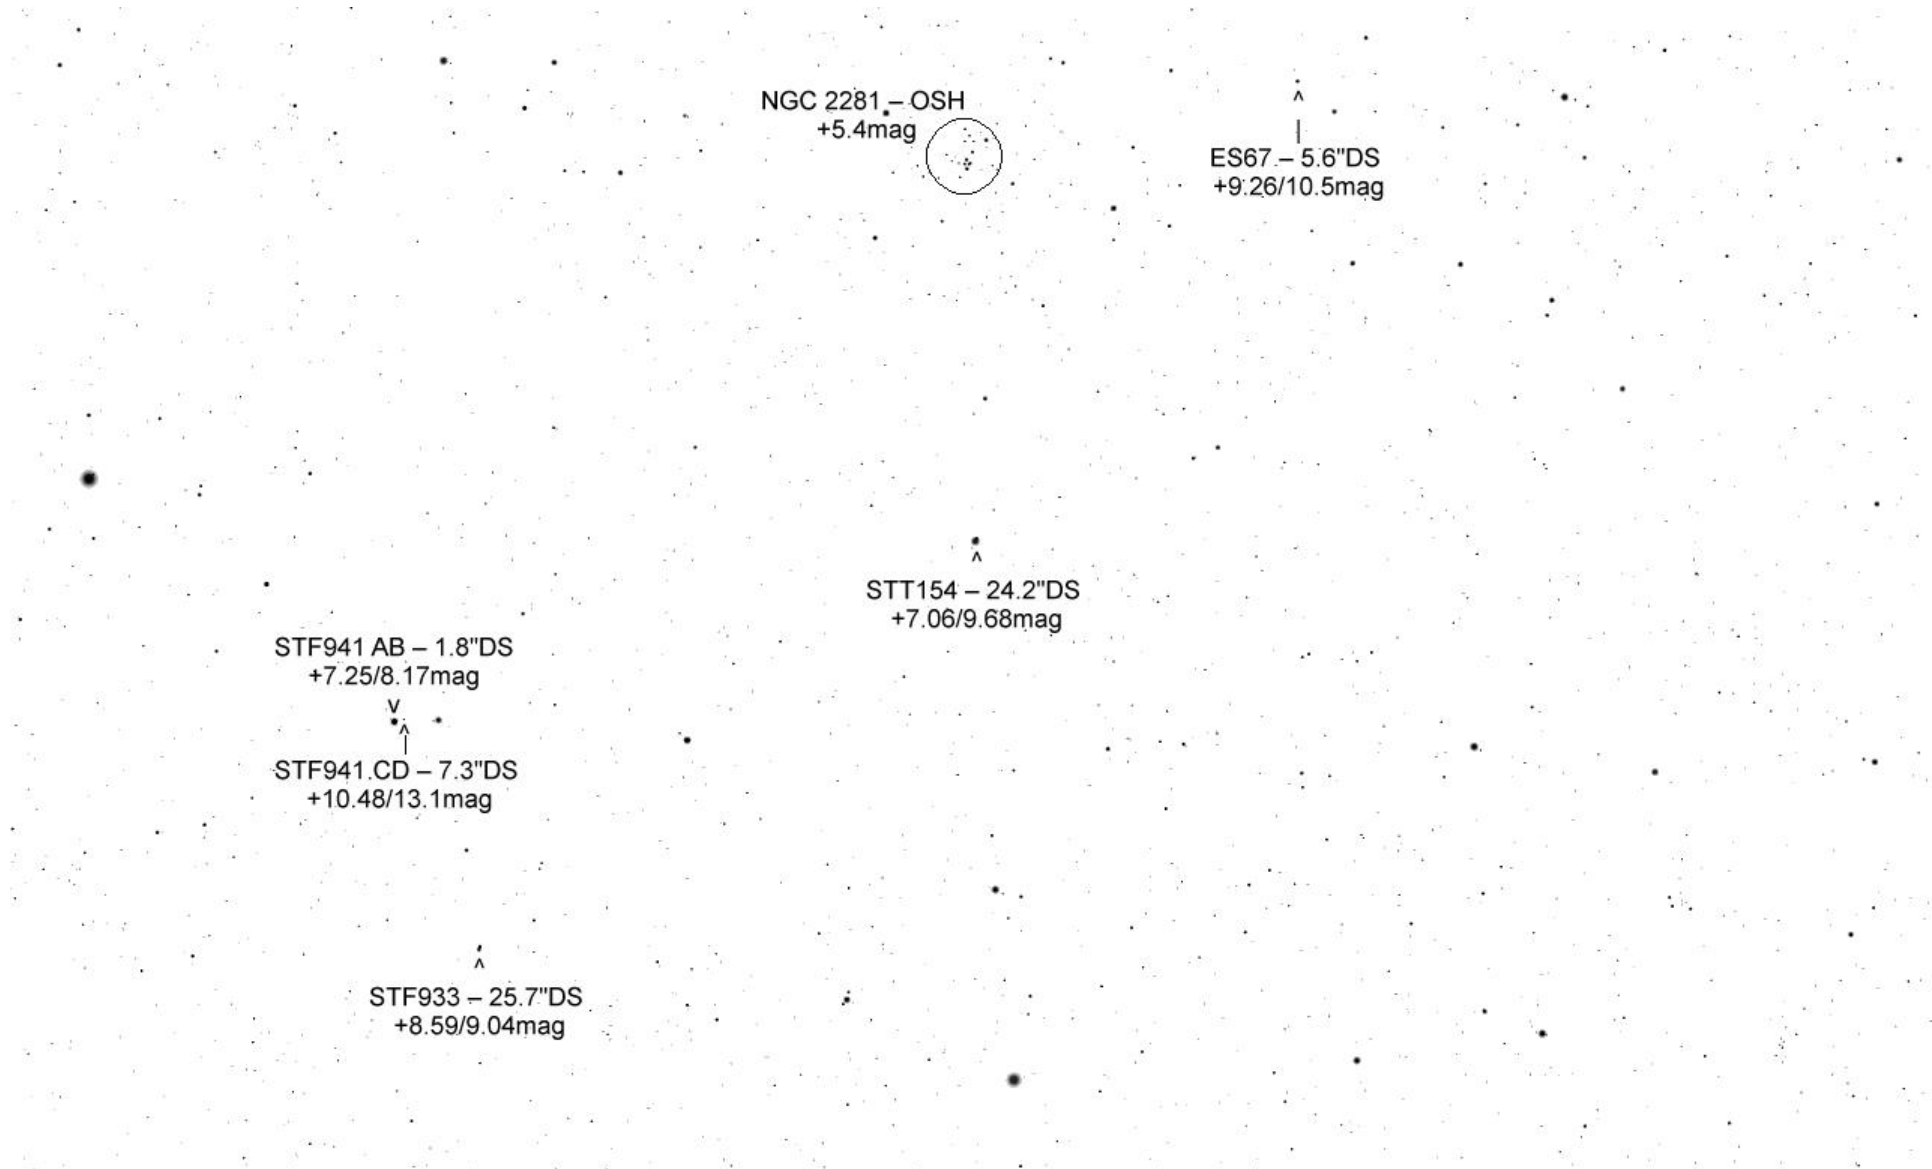 NGC 2281 – OSH
+5.4mag
ES67 – 5.6"DS
+9.26/10.5mag
STT154 – 24.2"DS
+7.06/9.68mag
STF941 AB – 1.8"DS
+7.25/8.17mag
STF941 CD – 7.3"DS
+10.48/13.1mag
STF933 – 25.7"DS
+8.59/9.04mag